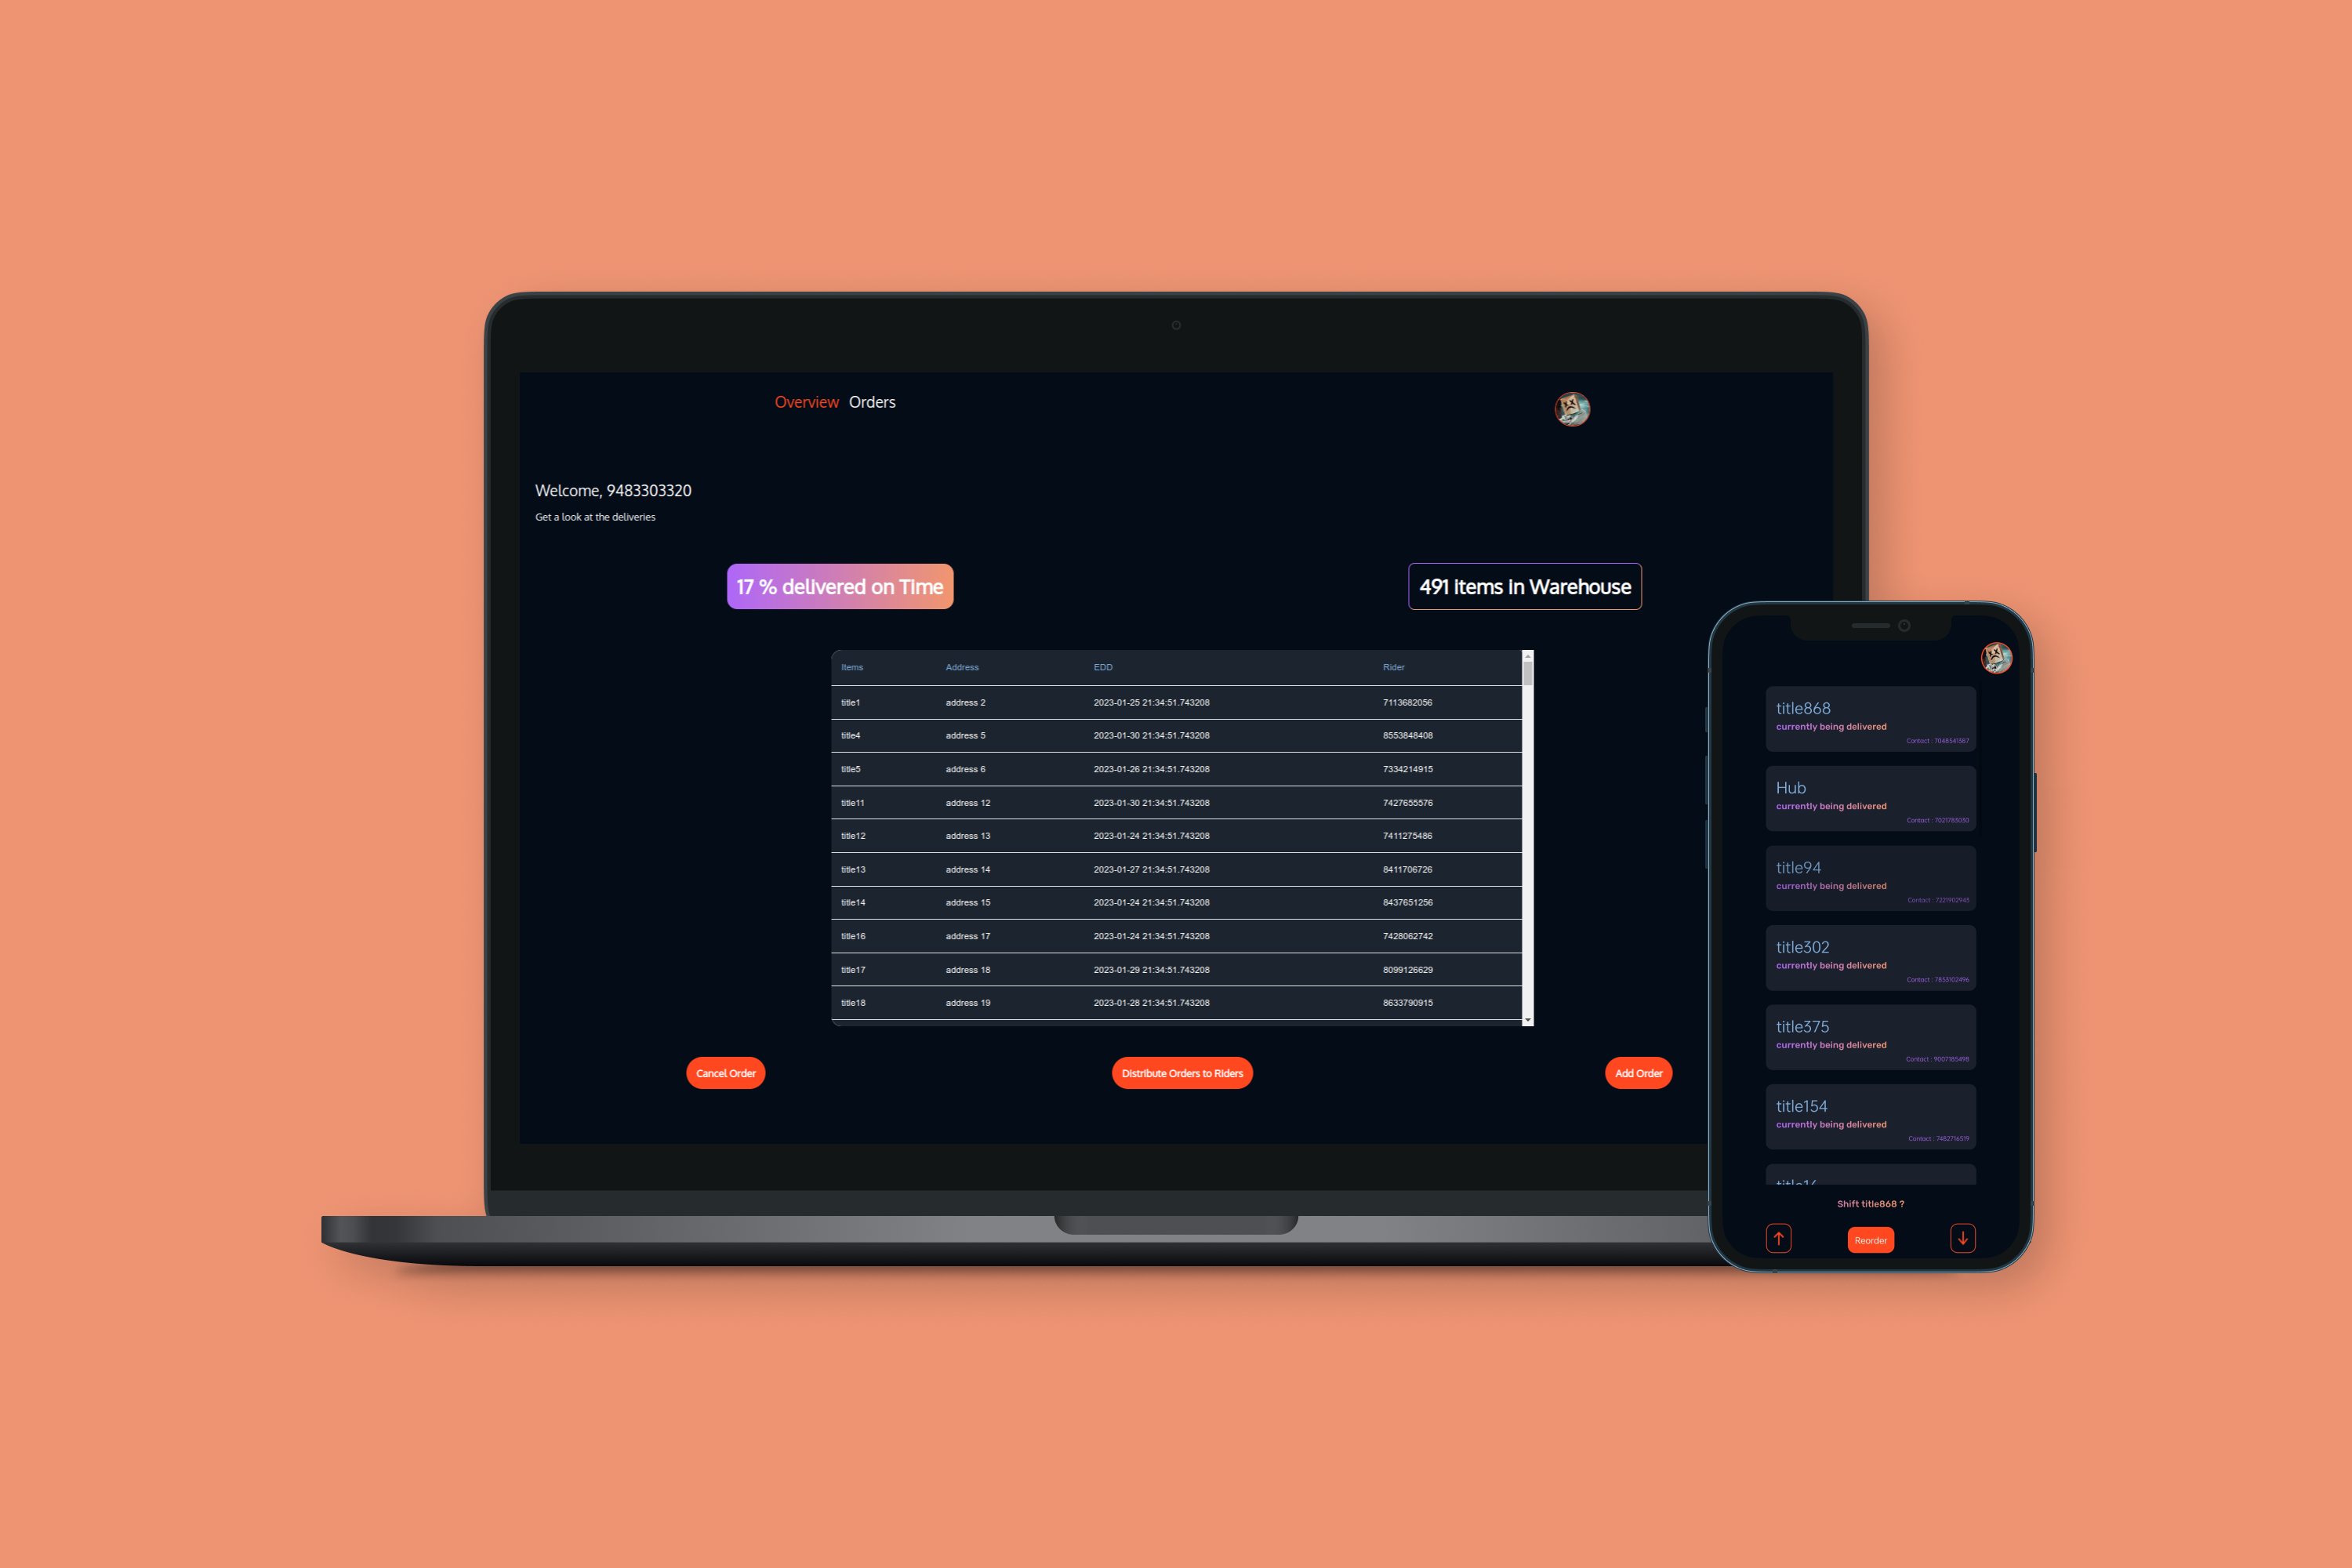 Overview Orders
Welcome, 9483303320
Get a look at the deliveries
17 % delivered on Time
491 items in Warehouse
Items Address EDD Rider
title1 address 2 2023-01-25 21:34:51.743208 7113682056
title4 address 5 2023-01-30 21:34:51.743208 8553848408
title5 address 6 2023-01-26 21:34:51.743208 7334214915
title11 address 12 2023-01-30 21:34:51.743208 7427655576
title12 address 13 2023-01-24 21:34:51.743208 7411275486
title13 address 14 2023-01-27 21:34:51.743208 8411706726
title14 address 15 2023-01-24 21:34:51.743208 8437651256
title16 address 17 2023-01-24 21:34:51.743208 7428062742
title17 address 18 2023-01-29 21:34:51.743208 8099126629
title18 address 19 2023-01-28 21:34:51.743208 8633790915
Cancel Order
Distribute Orders to Riders
Add Order
title868
currently being delivered
Contact : 7048541387
Hub
currently being delivered
Contact : 7021783030
title94
currently being delivered
Contact : 7221902943
title302
currently being delivered
Contact : 7853102496
title375
currently being delivered
Contact : 9007185498
title154
currently being delivered
Contact : 7482716519
Shift title868 ?
Reorder